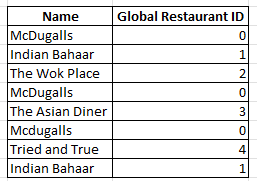 Name Global Restaurant ID
McDugalls 0
Indian Bahaar 1
The Wok Place 2
McDugalls 0
The Asian Diner 3
Mcdugalls 0
Tried and True 4
Indian Bahaar 1